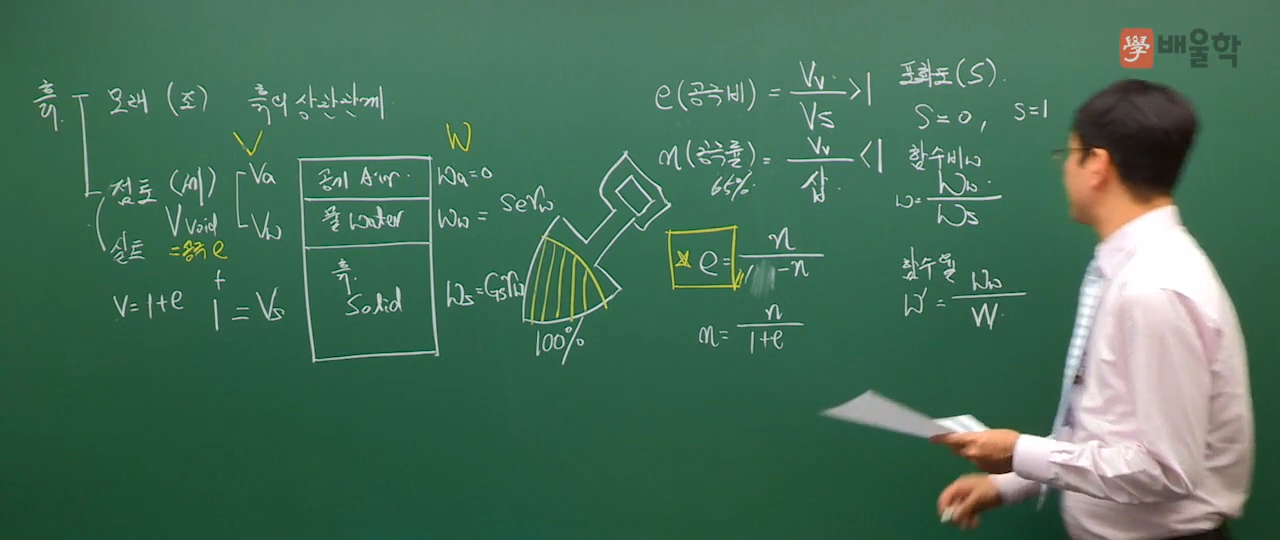 學 배울학
흙 모래 (조) 흙의 상관관계
점토 (세)
V void
실트 = 공극 e
V = 1+e
+
1 = Vs
V
Va
Vw
공기 Air
물 water
흙
Solid
W
Wa = 0
Ww = Seγw
Ws = Gsγw
100%
e (공극비) = Vv / Vs > 1
n (공극률) = Vv / < 1
65%
★ e = n / 1-n
n = n / 1+e
포화도 (S)
S = 0, S = 1
함수비 w
w = Ww / Ws
함수율
w' = Ww / W